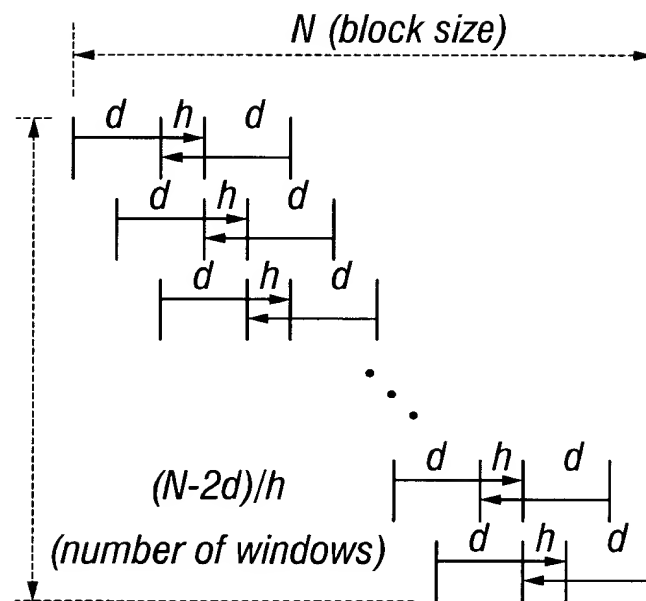 N (block size)
d h d
d h d
d h d
d h d
(N-2d)/h
(number of windows)
d h d